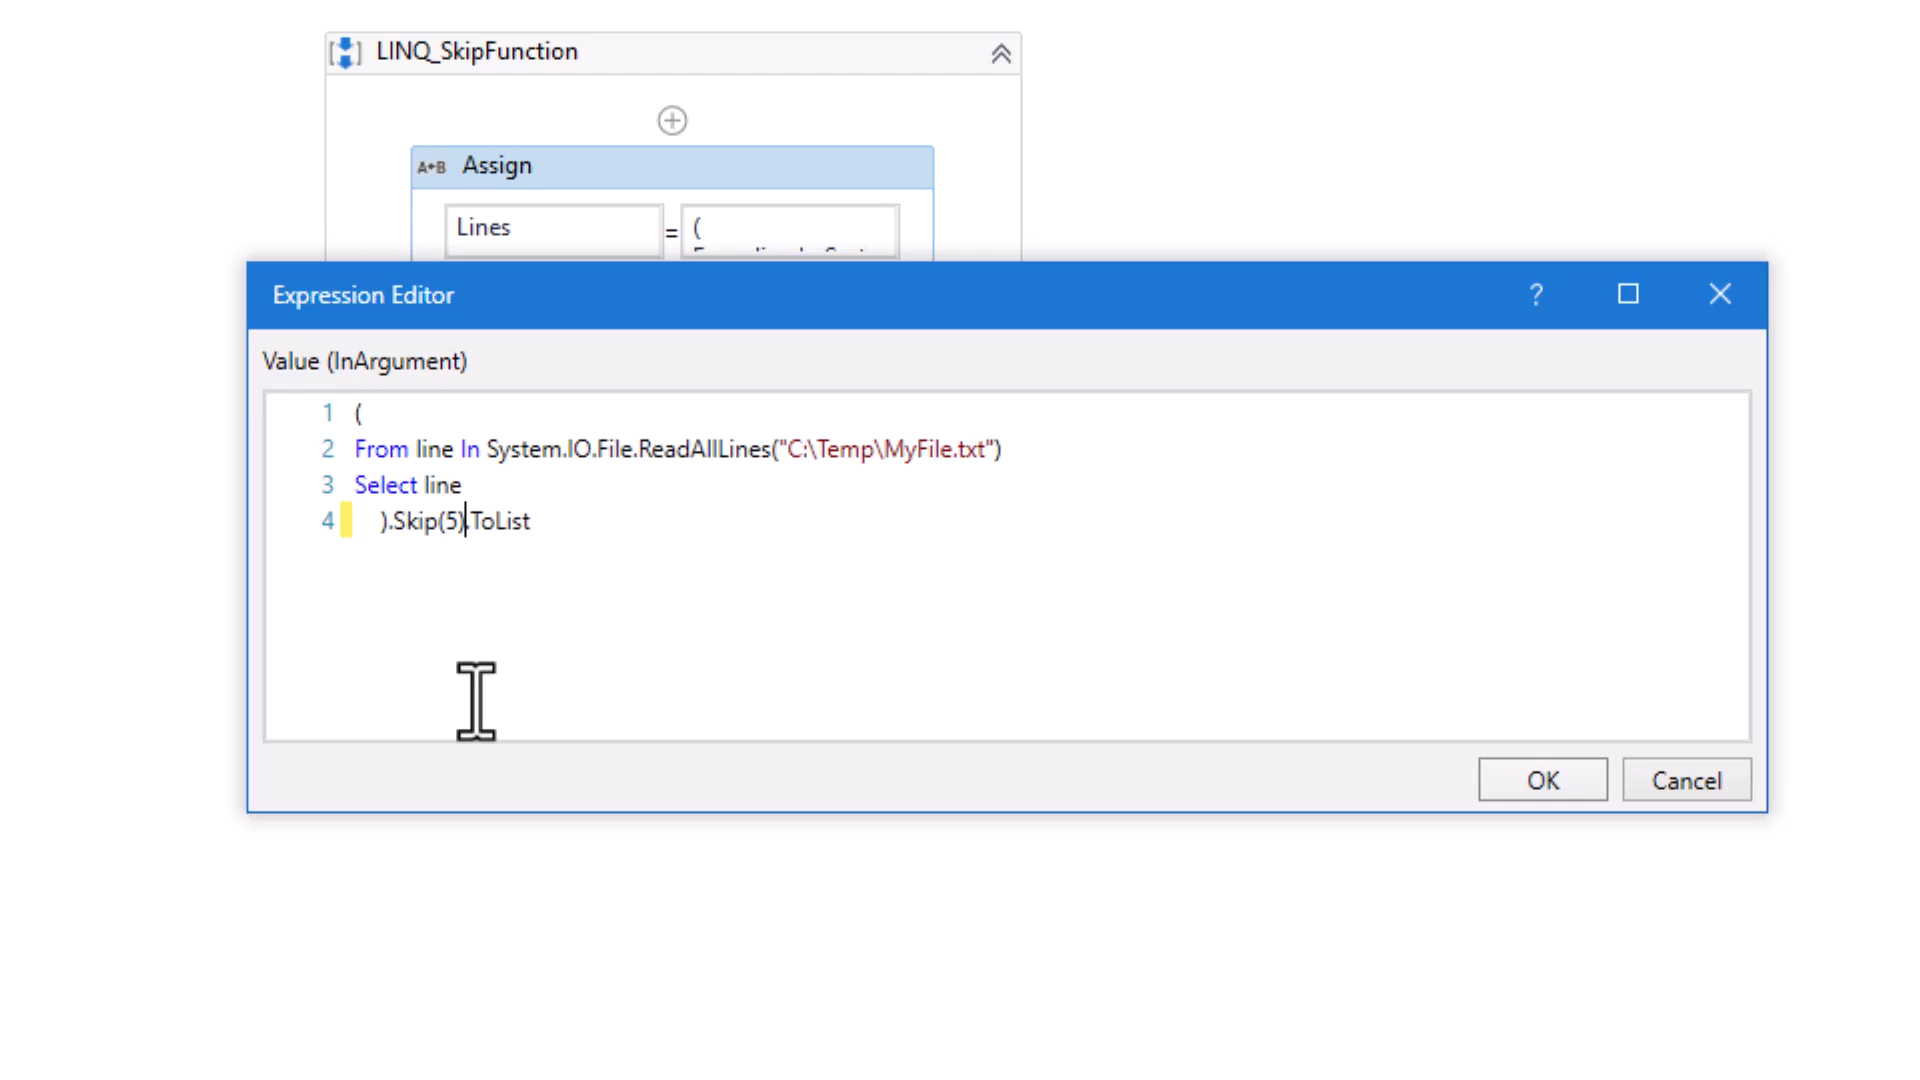 LINQ_SkipFunction
A+B Assign
Lines = (
Expression Editor
?
Value (InArgument)
1 (
2 From line In System.IO.File.ReadAllLines("C:\Temp\MyFile.txt")
3 Select line
4 ).Skip(5).ToList
OK Cancel